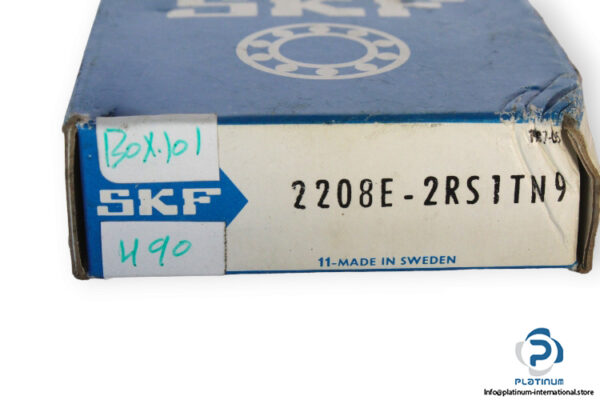 SKF
BOX.101
SKF
490
2208E-2RS1TN9
11-MADE IN SWEDEN
PLATINUM
Info@platinum-international.store